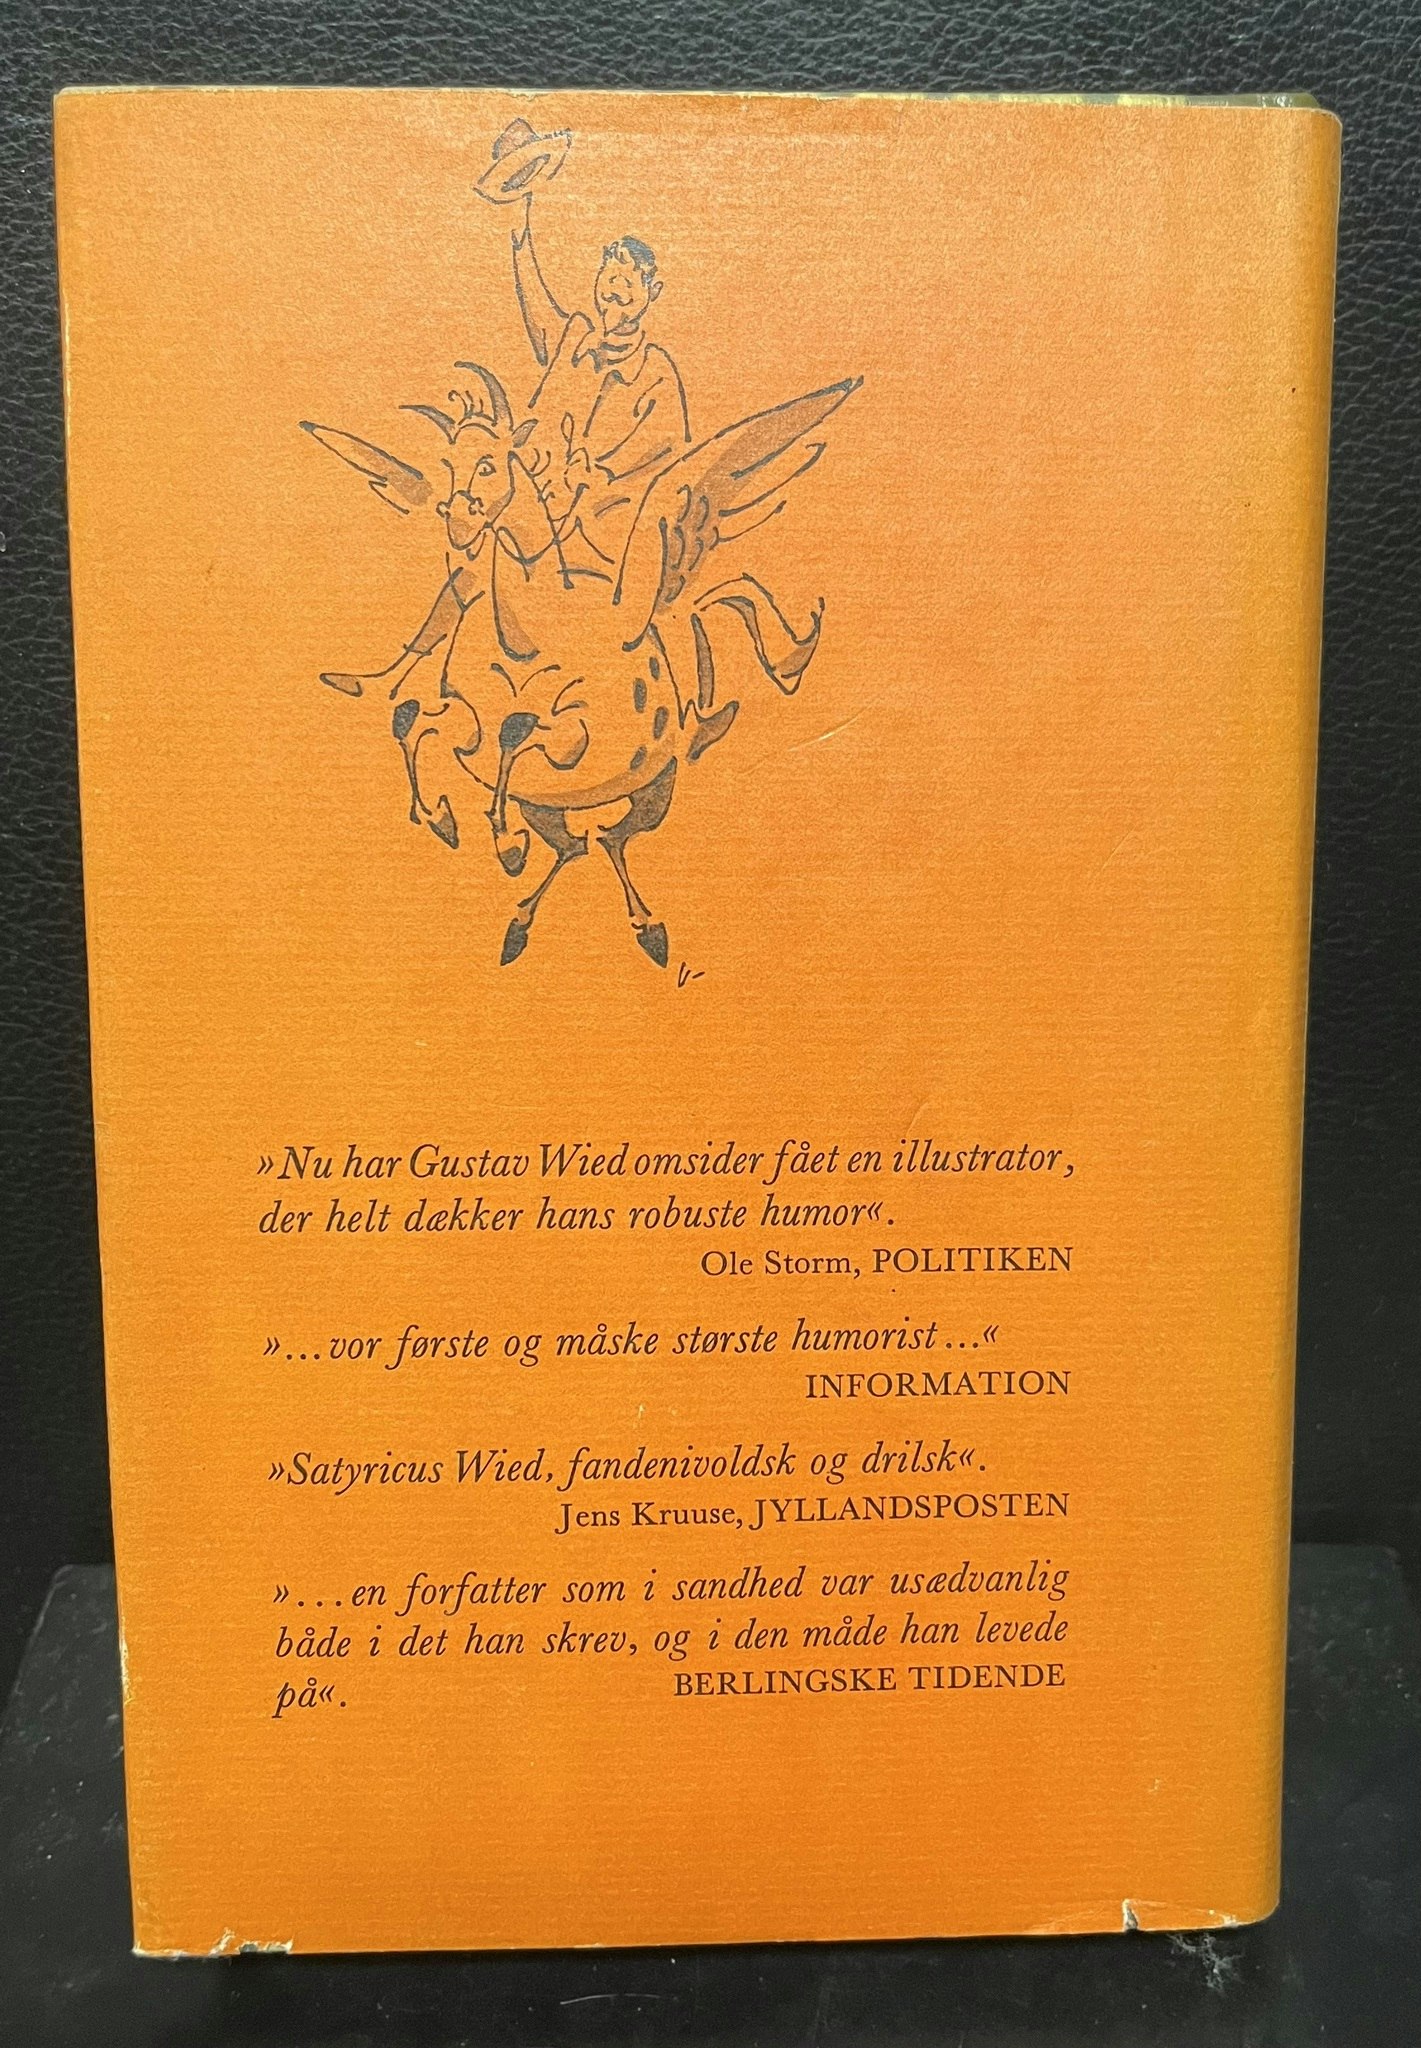 »Nu har Gustav Wied omsider fået en illustrator,
der helt dækker hans robuste humor«.
Ole Storm, POLITIKEN
»...vor første og måske største humorist...«
INFORMATION
»Satyricus Wied, fandenivoldsk og drilsk«.
Jens Kruuse, JYLLANDSPOSTEN
»...en forfatter som i sandhed var usædvanlig
både i det han skrev, og i den måde han levede
på«. BERLINGSKE TIDENDE